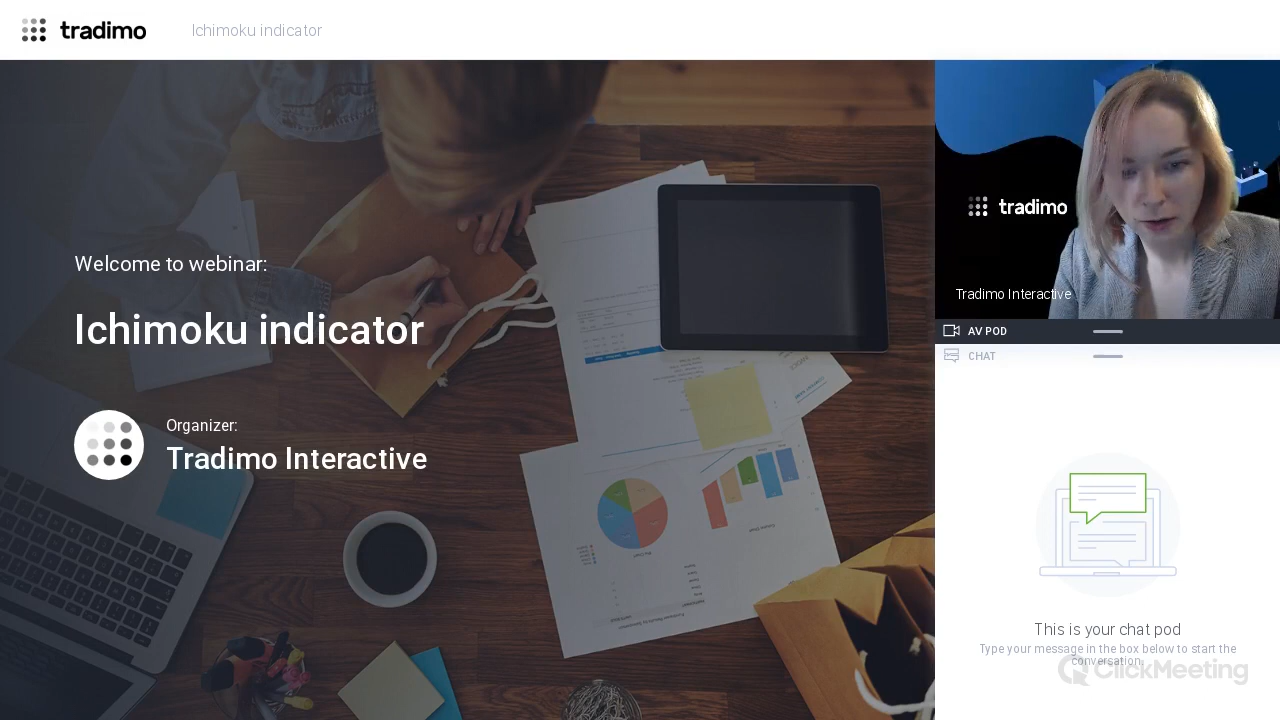 tradimo
Ichimoku indicator
Welcome to webinar:
Ichimoku indicator
Organizer:
Tradimo Interactive
tradimo
Tradimo Interactive
AV POD
CHAT
This is your chat pod
Type your message in the box below to start the
conversation.
ClickMeeting